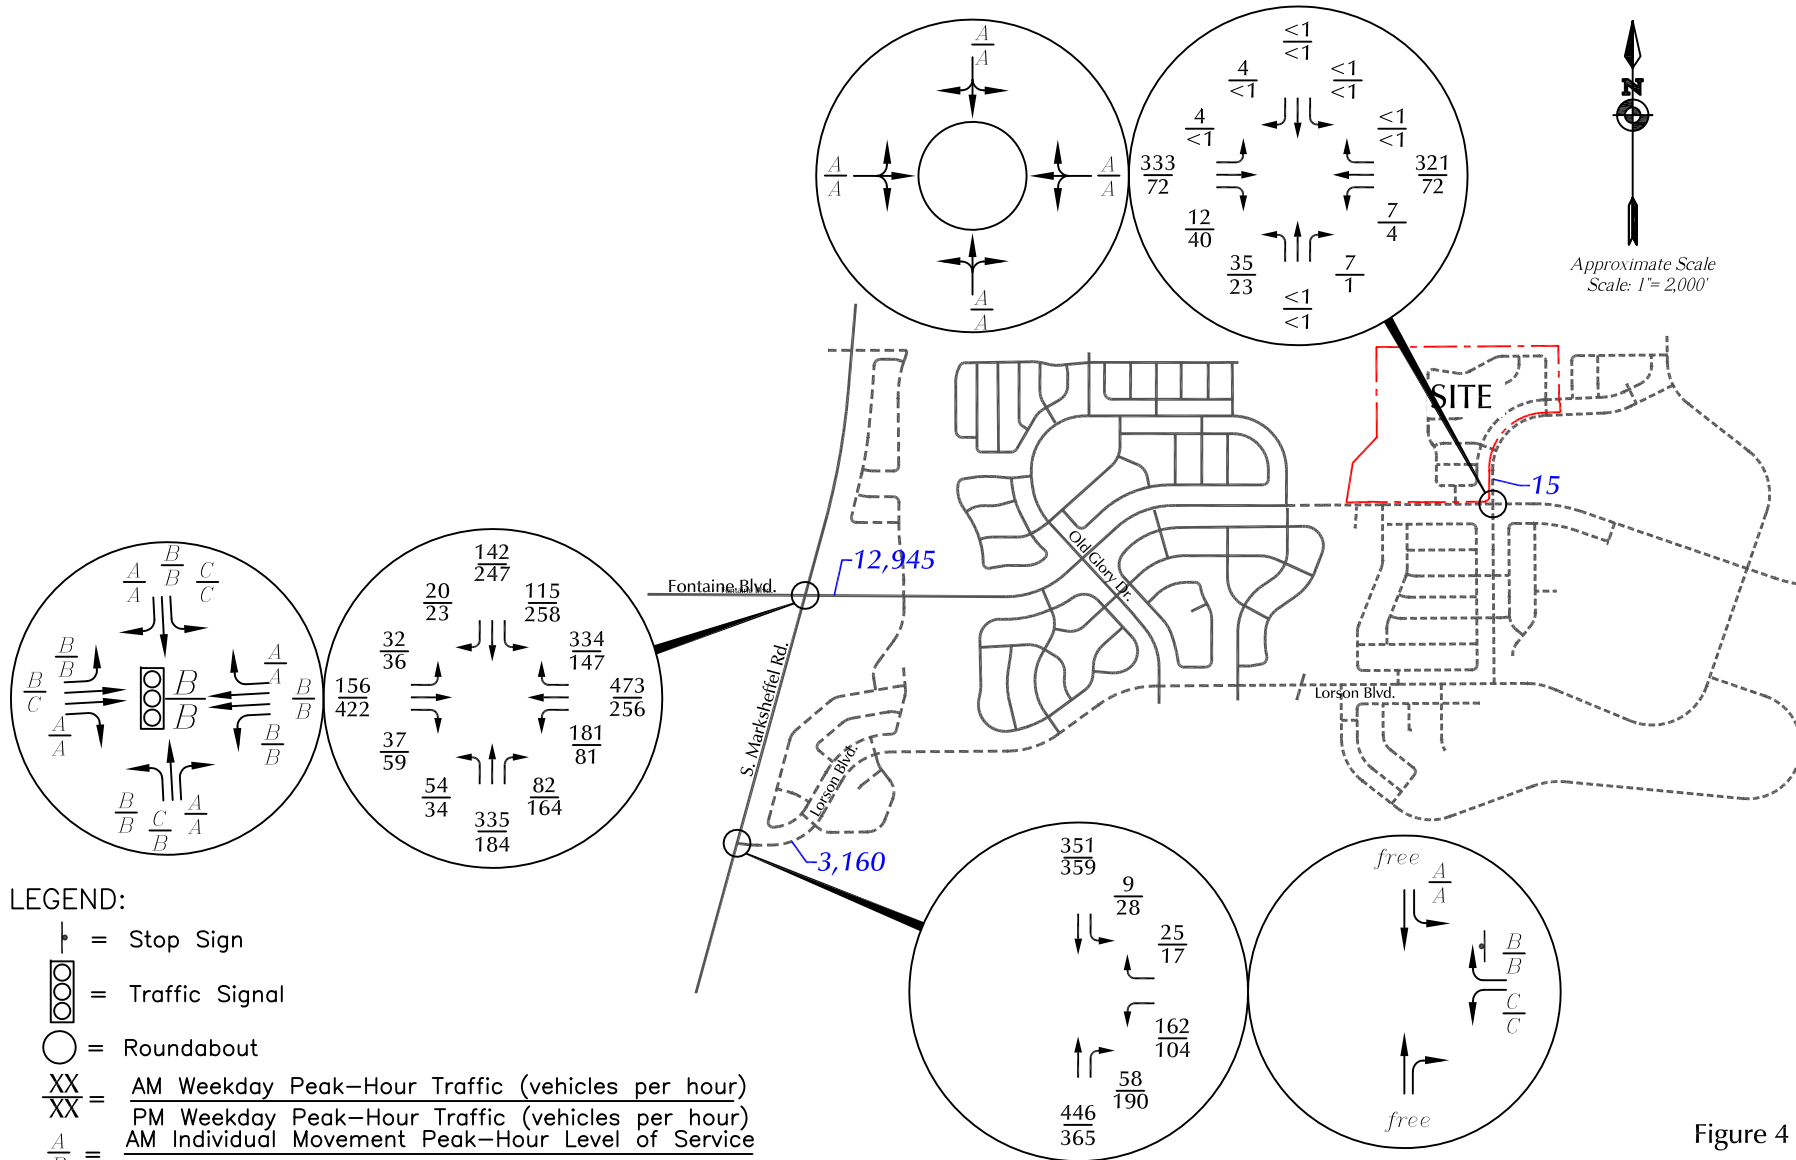 A
A
A
A
A
A
A
A
<1
<1
4
<1
<1
<1
4
<1
<1
<1
333
72
321
72
12
40
7
4
35
23
7
1
<1
<1
N
Approximate Scale
Scale: 1"= 2,000'
SITE
15
12,945
Fontaine Blvd.
Old Glory Dr.
S. Marksheffel Rd.
Lorson Blvd.
Lorson Blvd.
3,160
A
A
B
B
C
C
B
B
B
C
A
A
B
B
A
A
B
B
B
B
B
B
C
B
A
A
142
247
20
23
115
258
32
36
334
147
156
422
473
256
37
59
181
81
54
34
82
164
335
184
351
359
9
28
25
17
162
104
58
190
446
365
free
A
A
B
B
C
C
free
LEGEND:
= Stop Sign
= Traffic Signal
= Roundabout
XX
XX
= AM Weekday Peak-Hour Traffic (vehicles per hour)
PM Weekday Peak-Hour Traffic (vehicles per hour)
A
= AM Individual Movement Peak-Hour Level of Service
Figure 4